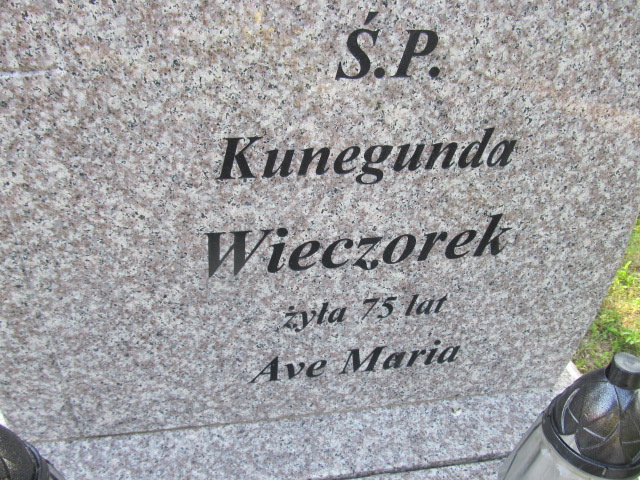 Ś.P.
Kunegunda
Wieczorek
żyła 75 lat
Ave Maria